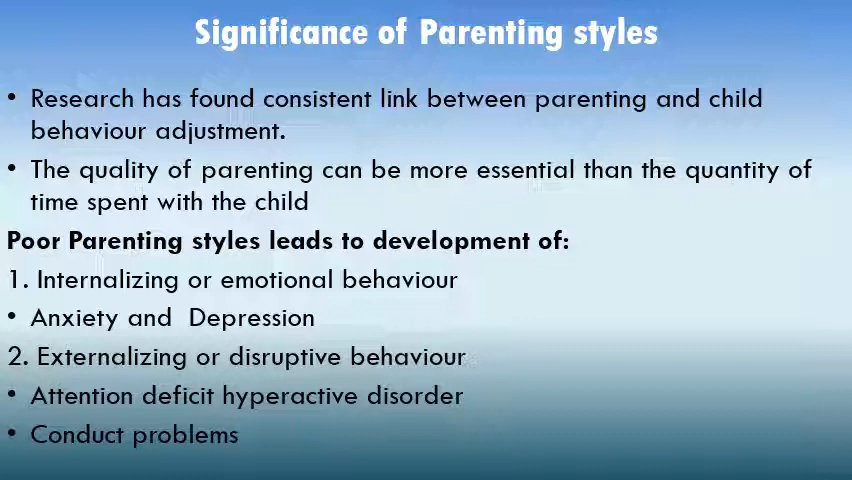 Significance of Parenting styles
• Research has found consistent link between parenting and child
behaviour adjustment.
• The quality of parenting can be more essential than the quantity of
time spent with the child
Poor Parenting styles leads to development of:
1. Internalizing or emotional behaviour
• Anxiety and  Depression
2. Externalizing or disruptive behaviour
• Attention deficit hyperactive disorder
• Conduct problems